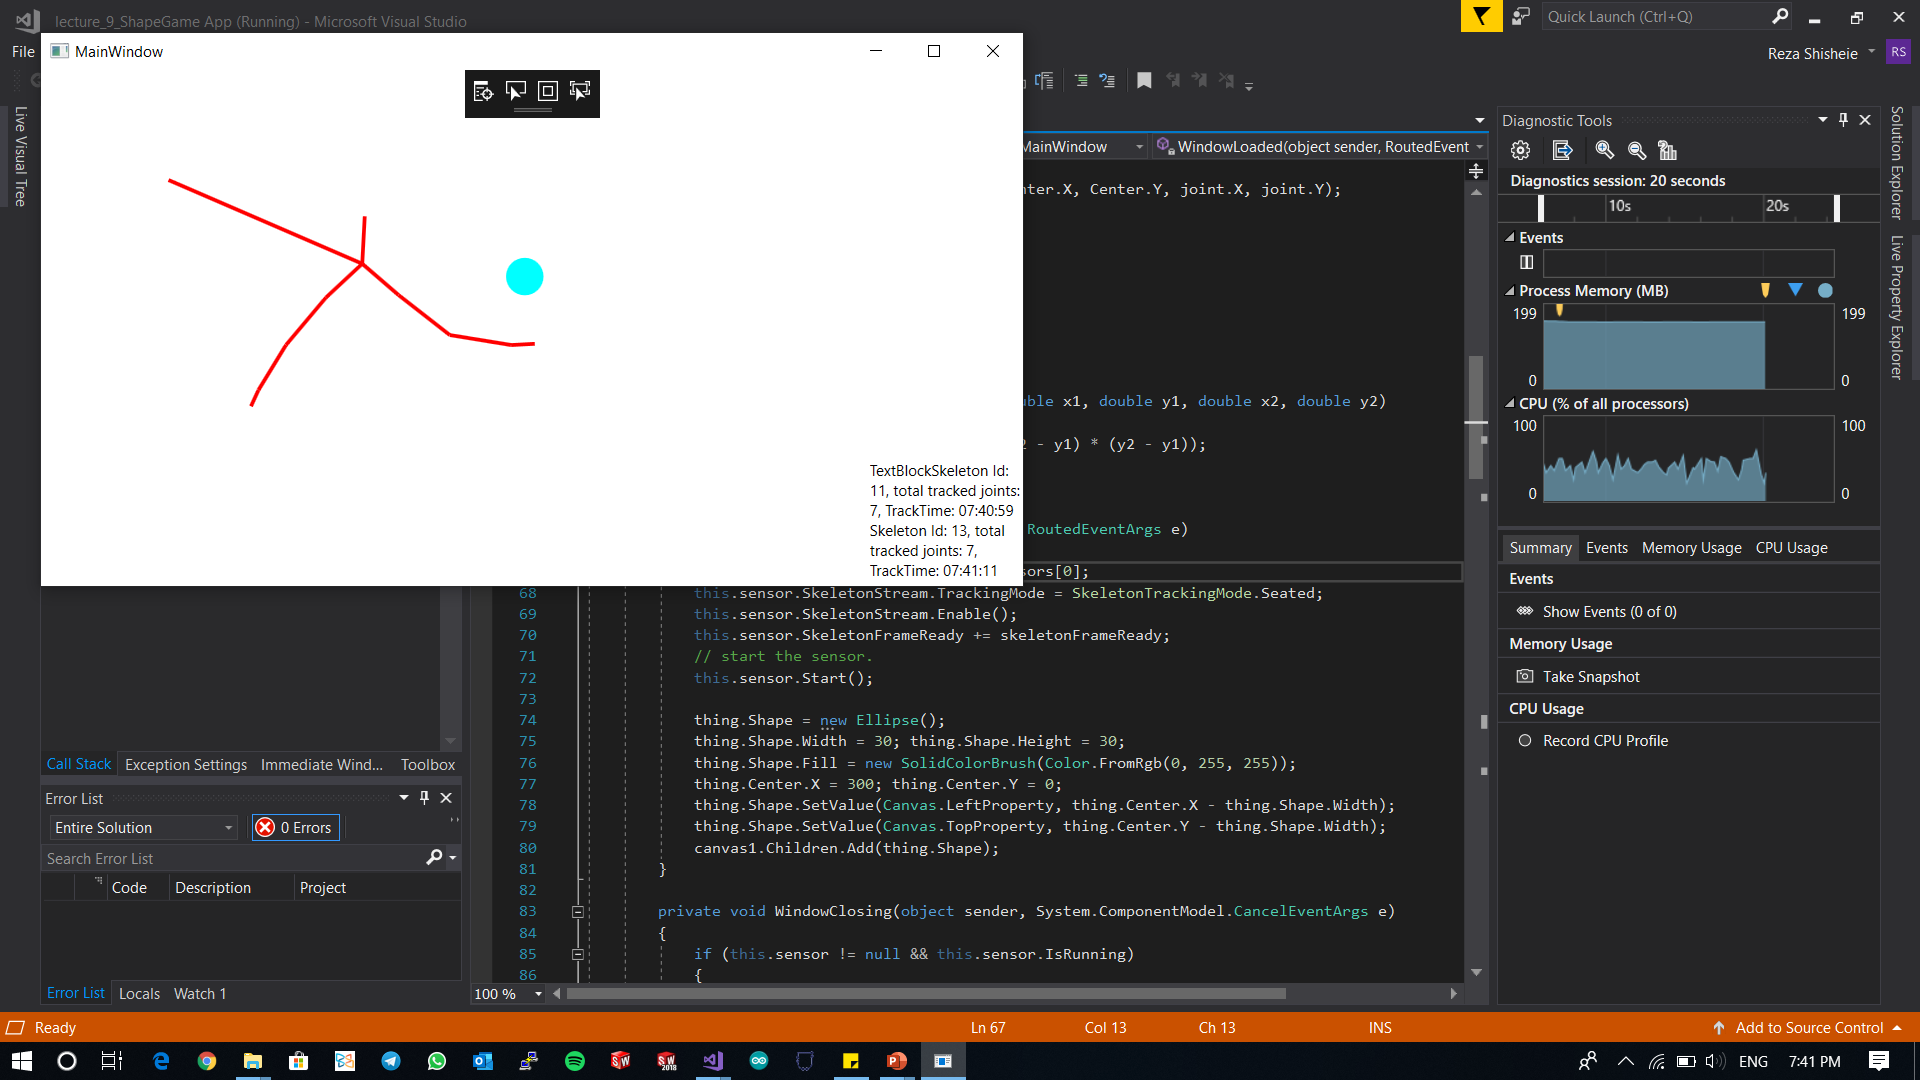 lecture_9_ShapeGame App (Running) - Microsoft Visual Studio
Quick Launch (Ctrl+Q)
File
Reza Shisheie
RS
MainWindow
Live Visual Tree
MainWindow
WindowLoaded(object sender, RoutedEvent
nter.X, Center.Y, joint.X, joint.Y);
ble x1, double y1, double x2, double y2)
- y1) * (y2 - y1));
RoutedEventArgs e)
sors[0];
TextBlockSkeleton Id:
11, total tracked joints:
7, TrackTime: 07:40:59
Skeleton Id: 13, total
tracked joints: 7,
TrackTime: 07:41:11
68 this.sensor.SkeletonStream.TrackingMode = SkeletonTrackingMode.Seated;
69 this.sensor.SkeletonStream.Enable();
70 this.sensor.SkeletonFrameReady += skeletonFrameReady;
71 // start the sensor.
72 this.sensor.Start();
73
74 thing.Shape = new Ellipse();
75 thing.Shape.Width = 30; thing.Shape.Height = 30;
76 thing.Shape.Fill = new SolidColorBrush(Color.FromRgb(0, 255, 255));
77 thing.Center.X = 300; thing.Center.Y = 0;
78 thing.Shape.SetValue(Canvas.LeftProperty, thing.Center.X - thing.Shape.Width);
79 thing.Shape.SetValue(Canvas.TopProperty, thing.Center.Y - thing.Shape.Width);
80 canvas1.Children.Add(thing.Shape);
81 }
82
83 private void WindowClosing(object sender, System.ComponentModel.CancelEventArgs e)
84 {
85 if (this.sensor != null && this.sensor.IsRunning)
86 {
100 %
Call Stack Exception Settings Immediate Wind... Toolbox
Error List
Entire Solution
0 Errors
Search Error List
Code Description Project
Error List Locals Watch 1
Diagnostic Tools
Diagnostics session: 20 seconds
10s 20s
Events
Process Memory (MB)
199 199
0 0
CPU (% of all processors)
100 100
0 0
Summary Events Memory Usage CPU Usage
Events
Show Events (0 of 0)
Memory Usage
Take Snapshot
CPU Usage
Record CPU Profile
Solution Explorer
Live Property Explorer
Ready
Ln 67 Col 13 Ch 13 INS
Add to Source Control
SW
SW
2018
ENG 7:41 PM